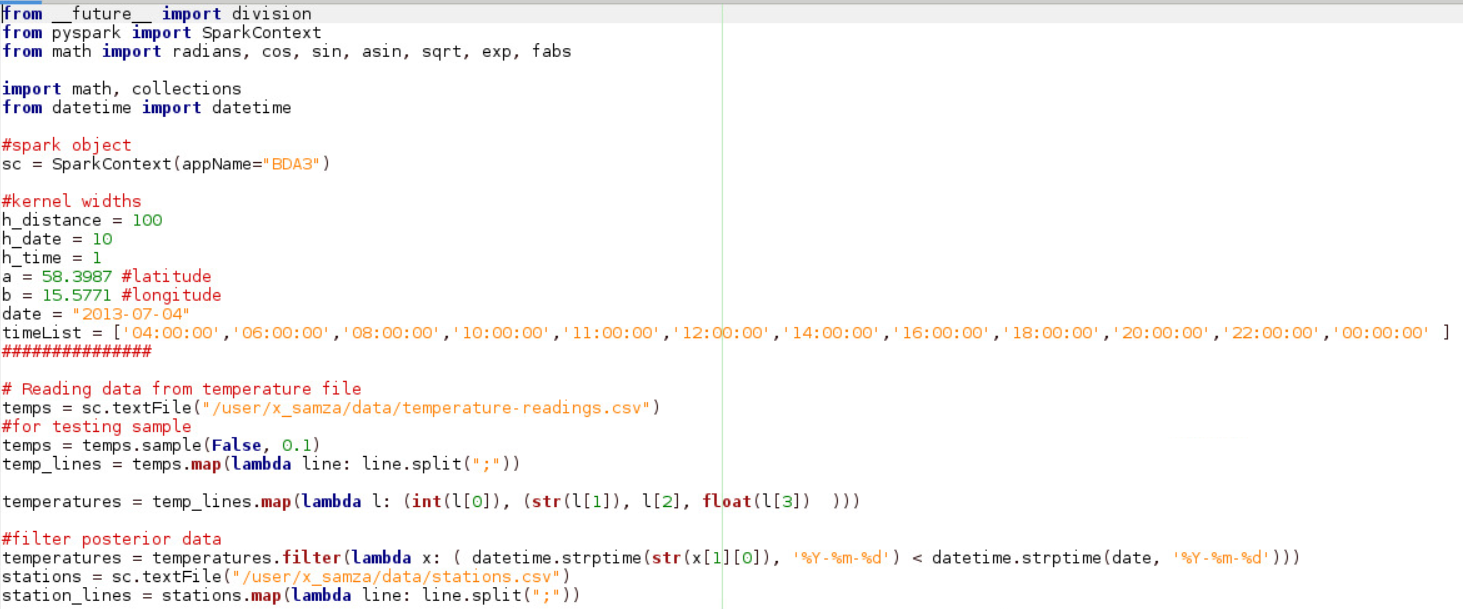 from __future__ import division
from pyspark import SparkContext
from math import radians, cos, sin, asin, sqrt, exp, fabs
import math, collections
from datetime import datetime
#spark object
sc = SparkContext(appName="BDA3")
#kernel widths
h_distance = 100
h_date = 10
h_time = 1
a = 58.3987 #latitude
b = 15.5771 #longitude
date = "2013-07-04"
timeList = ['04:00:00','06:00:00','08:00:00','10:00:00','11:00:00','12:00:00','14:00:00','16:00:00','18:00:00','20:00:00','22:00:00','00:00:00' ]
###############
# Reading data from temperature file
temps = sc.textFile("/user/x_samza/data/temperature-readings.csv")
#for testing sample
temps = temps.sample(False, 0.1)
temp_lines = temps.map(lambda line: line.split(";"))
temperatures = temp_lines.map(lambda l: (int(l[0]), (str(l[1]), l[2], float(l[3])  )))
#filter posterior data
temperatures = temperatures.filter(lambda x: ( datetime.strptime(str(x[1][0]), '%Y-%m-%d') < datetime.strptime(date, '%Y-%m-%d')))
stations = sc.textFile("/user/x_samza/data/stations.csv")
station_lines = stations.map(lambda line: line.split(";"))